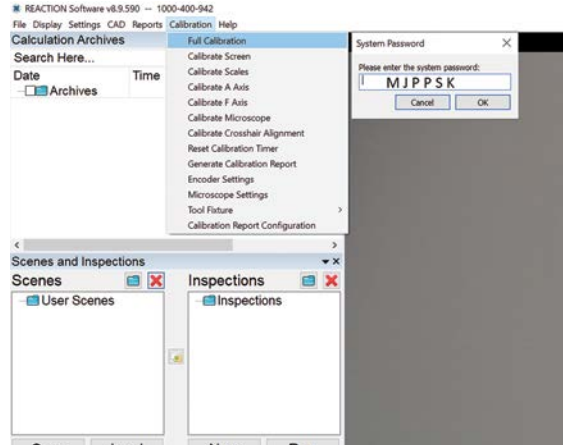 REACTION Software v8.9.590 -- 1000-400-942
File Display Settings CAD Reports Calibration Help
Calculation Archives
Search Here...
Date Time
Archives
Full Calibration
Calibrate Screen
Calibrate Scales
Calibrate A Axis
Calibrate F Axis
Calibrate Microscope
Calibrate Crosshair Alignment
Reset Calibration Timer
Generate Calibration Report
Encoder Settings
Microscope Settings
Tool Fixture
Calibration Report Configuration
System Password
Please enter the system password:
MJPPSK
Cancel OK
Scenes and Inspections
Scenes Inspections
User Scenes Inspections